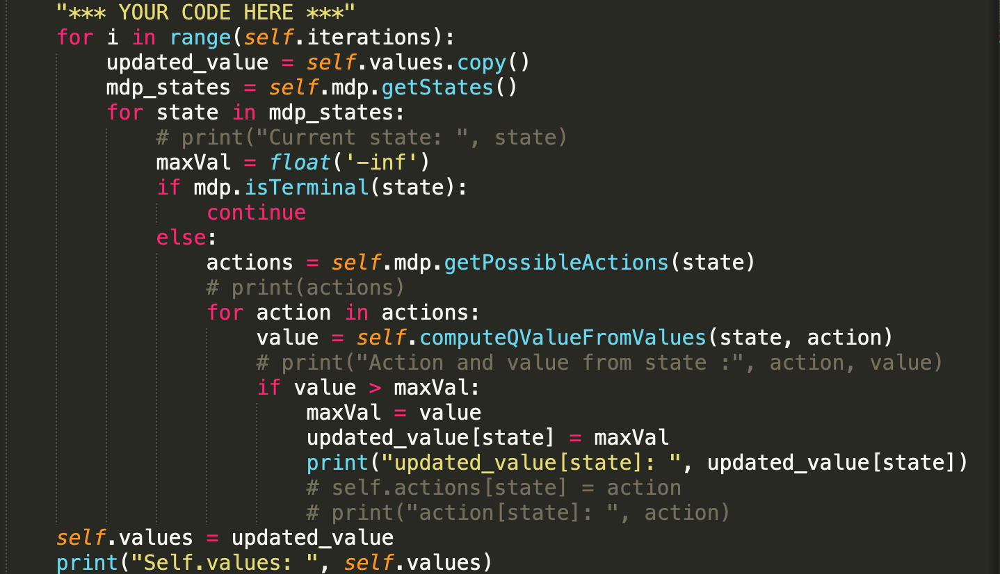 "*** YOUR CODE HERE ***"
for i in range(self.iterations):
    updated_value = self.values.copy()
    mdp_states = self.mdp.getStates()
    for state in mdp_states:
        # print("Current state: ", state)
        maxVal = float('-inf')
        if mdp.isTerminal(state):
            continue
        else:
            actions = self.mdp.getPossibleActions(state)
            # print(actions)
            for action in actions:
                value = self.computeQValueFromValues(state, action)
                # print("Action and value from state :", action, value)
                if value > maxVal:
                    maxVal = value
                    updated_value[state] = maxVal
                    print("updated_value[state]: ", updated_value[state])
                    # self.actions[state] = action
                    # print("action[state]: ", action)
self.values = updated_value
print("Self.values: ", self.values)